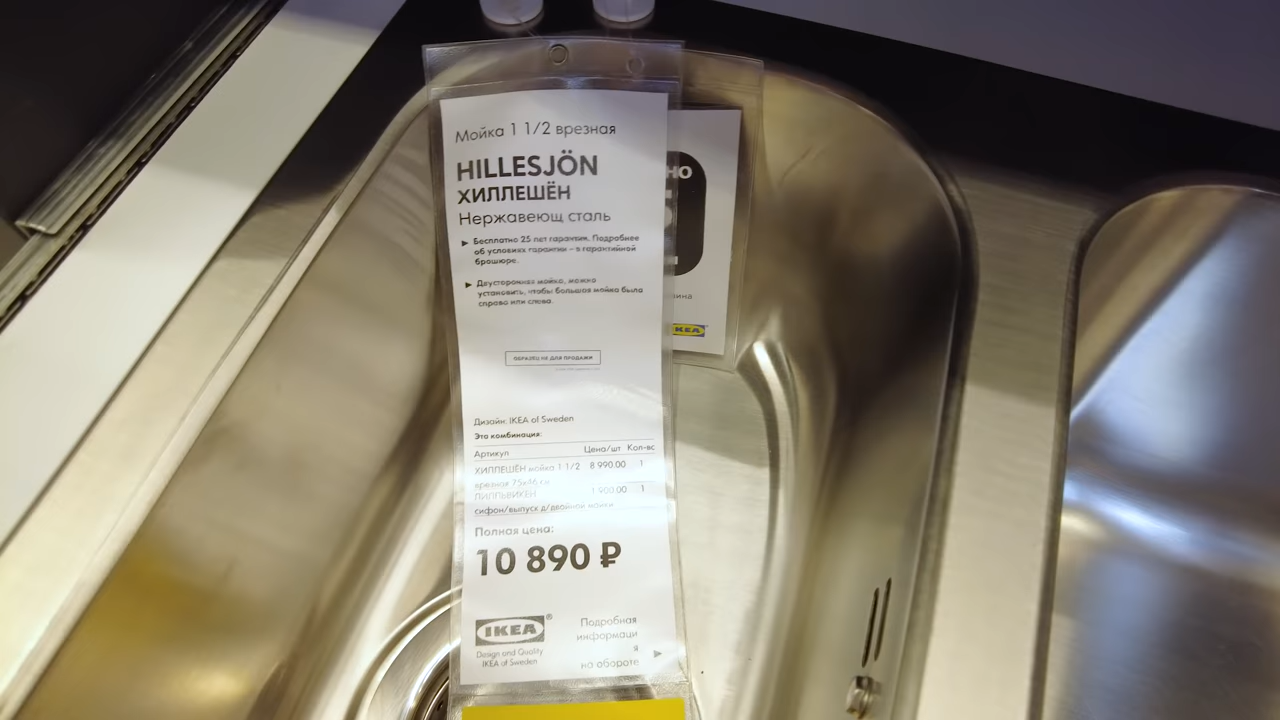 Мойка 1 1/2 врезная
HILLESJÖN
ХИЛЛЕШЁН
Нержавеющ сталь
► Бесплатно 25 лет гарантии. Подробнее
об условиях гарантии – в гарантийной
брошюре.
► Двусторонняя мойка, можно
установить, чтобы большая мойка была
справа или слева.
ОБРАЗЕЦ НЕ ДЛЯ ПРОДАЖИ
Дизайн: IKEA of Sweden
Эта комбинация:
Артикул Цена/шт Кол-вс
ХИЛЛЕШЁН мойка 1 1/2 8 990.00 1
врезная 75x46 см
ЛИЛЛЬВИКЕН 1 900.00 1
сифон/выпуск д/двойной мойки
Полная цена:
10 890 ₽
IKEA®
Design and Quality
IKEA of Sweden
Подробная
информаци
я
на обороте
НО
зина
IKEA